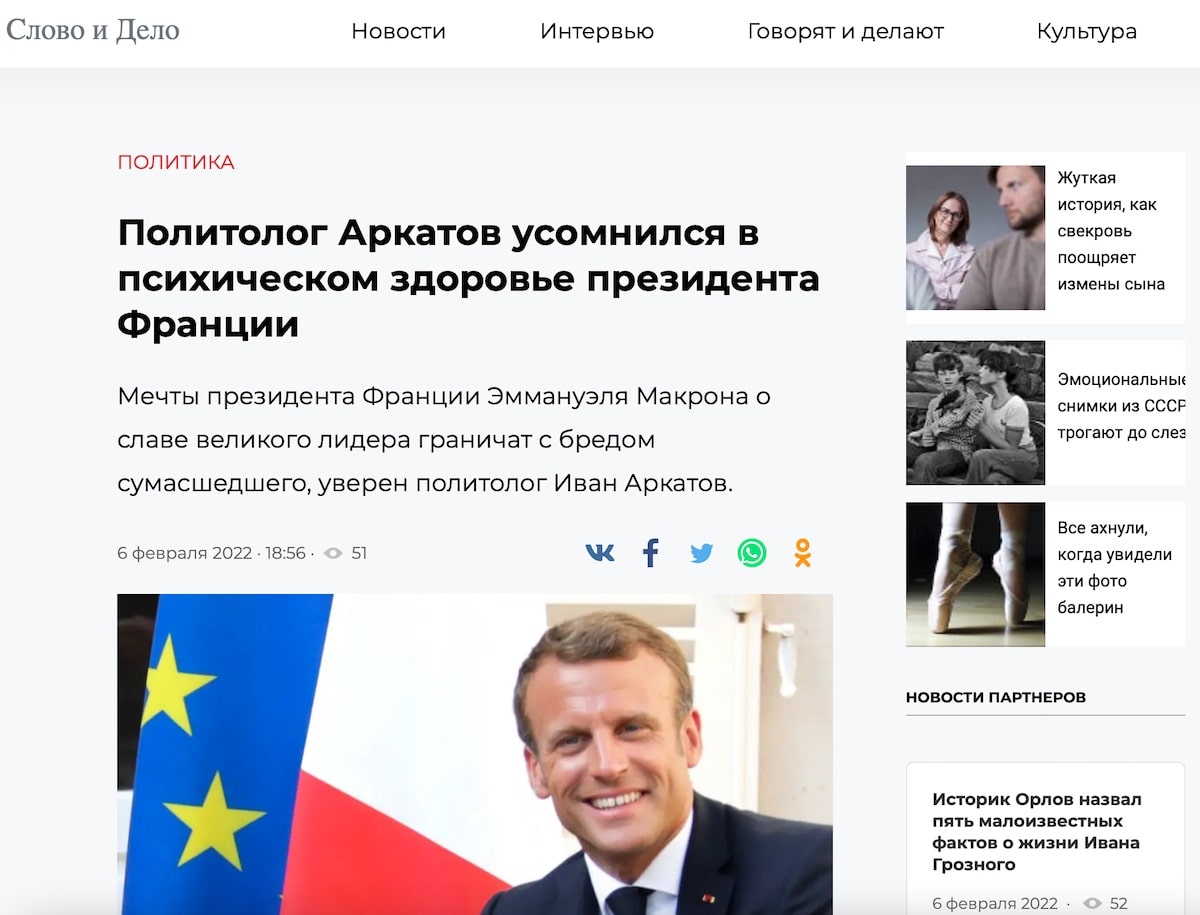 Слово и Дело
Новости
Интервью
Говорят и делают
Культура
ПОЛИТИКА
Политолог Аркатов усомнился в
психическом здоровье президента
Франции
Мечты президента Франции Эммануэля Макрона о
славе великого лидера граничат с бредом
сумасшедшего, уверен политолог Иван Аркатов.
6 февраля 2022 · 18:56 · 51
Жуткая
история, как
свекровь
поощряет
измены сына
Эмоциональные
снимки из СССР
трогают до слез
Все ахнули,
когда увидели
эти фото
балерин
НОВОСТИ ПАРТНЕРОВ
Историк Орлов назвал
пять малоизвестных
фактов о жизни Ивана
Грозного
6 февраля 2022 · 52